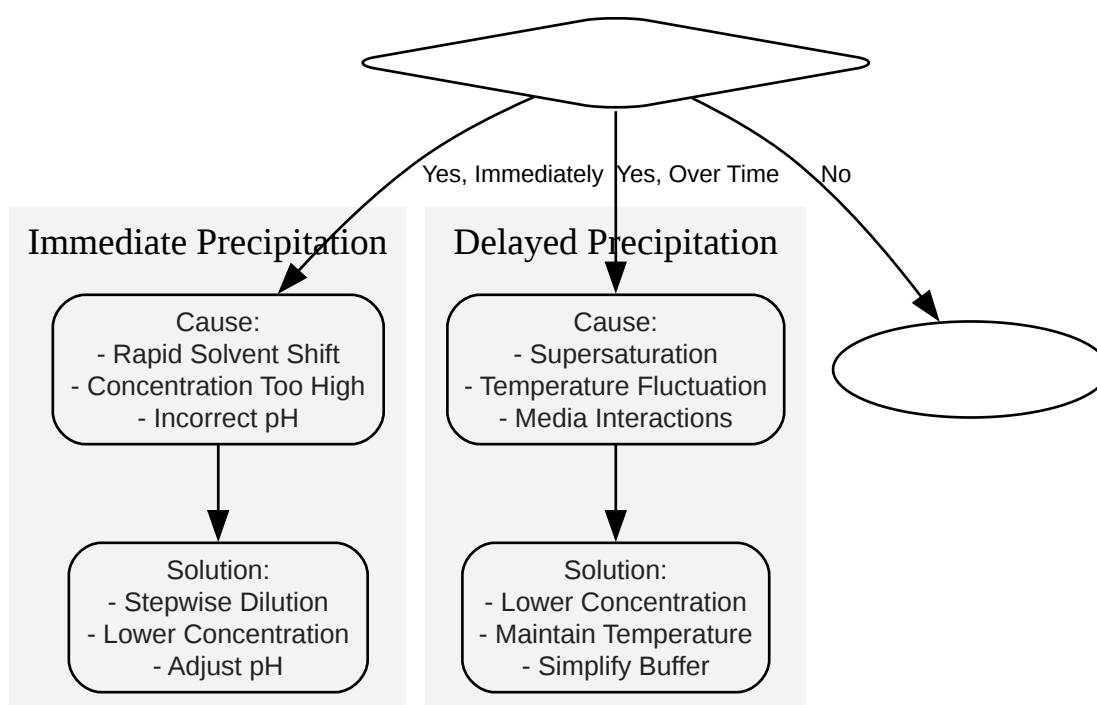 Yes, Immediately
Yes, Over Time
No
Immediate Precipitation
Delayed Precipitation
Cause:
- Rapid Solvent Shift
- Concentration Too High
- Incorrect pH
Cause:
- Supersaturation
- Temperature Fluctuation
- Media Interactions
Solution:
- Stepwise Dilution
- Lower Concentration
- Adjust pH
Solution:
- Lower Concentration
- Maintain Temperature
- Simplify Buffer